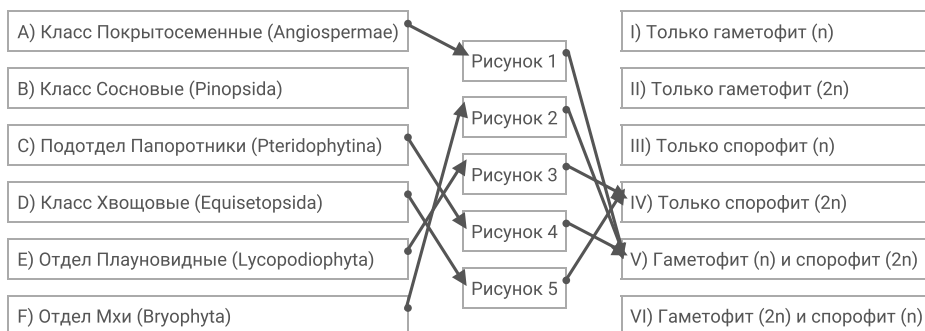 A) Класс Покрытосеменные (Angiospermae)
B) Класс Сосновые (Pinopsida)
C) Подотдел Папоротники (Pteridophytina)
D) Класс Хвощовые (Equisetopsida)
E) Отдел Плауновидные (Lycopodiophyta)
F) Отдел Мхи (Bryophyta)
Рисунок 1
Рисунок 2
Рисунок 3
Рисунок 4
Рисунок 5
I) Только гаметофит (n)
II) Только гаметофит (2n)
III) Только спорофит (n)
IV) Только спорофит (2n)
V) Гаметофит (n) и спорофит (2n)
VI) Гаметофит (2n) и спорофит (n)